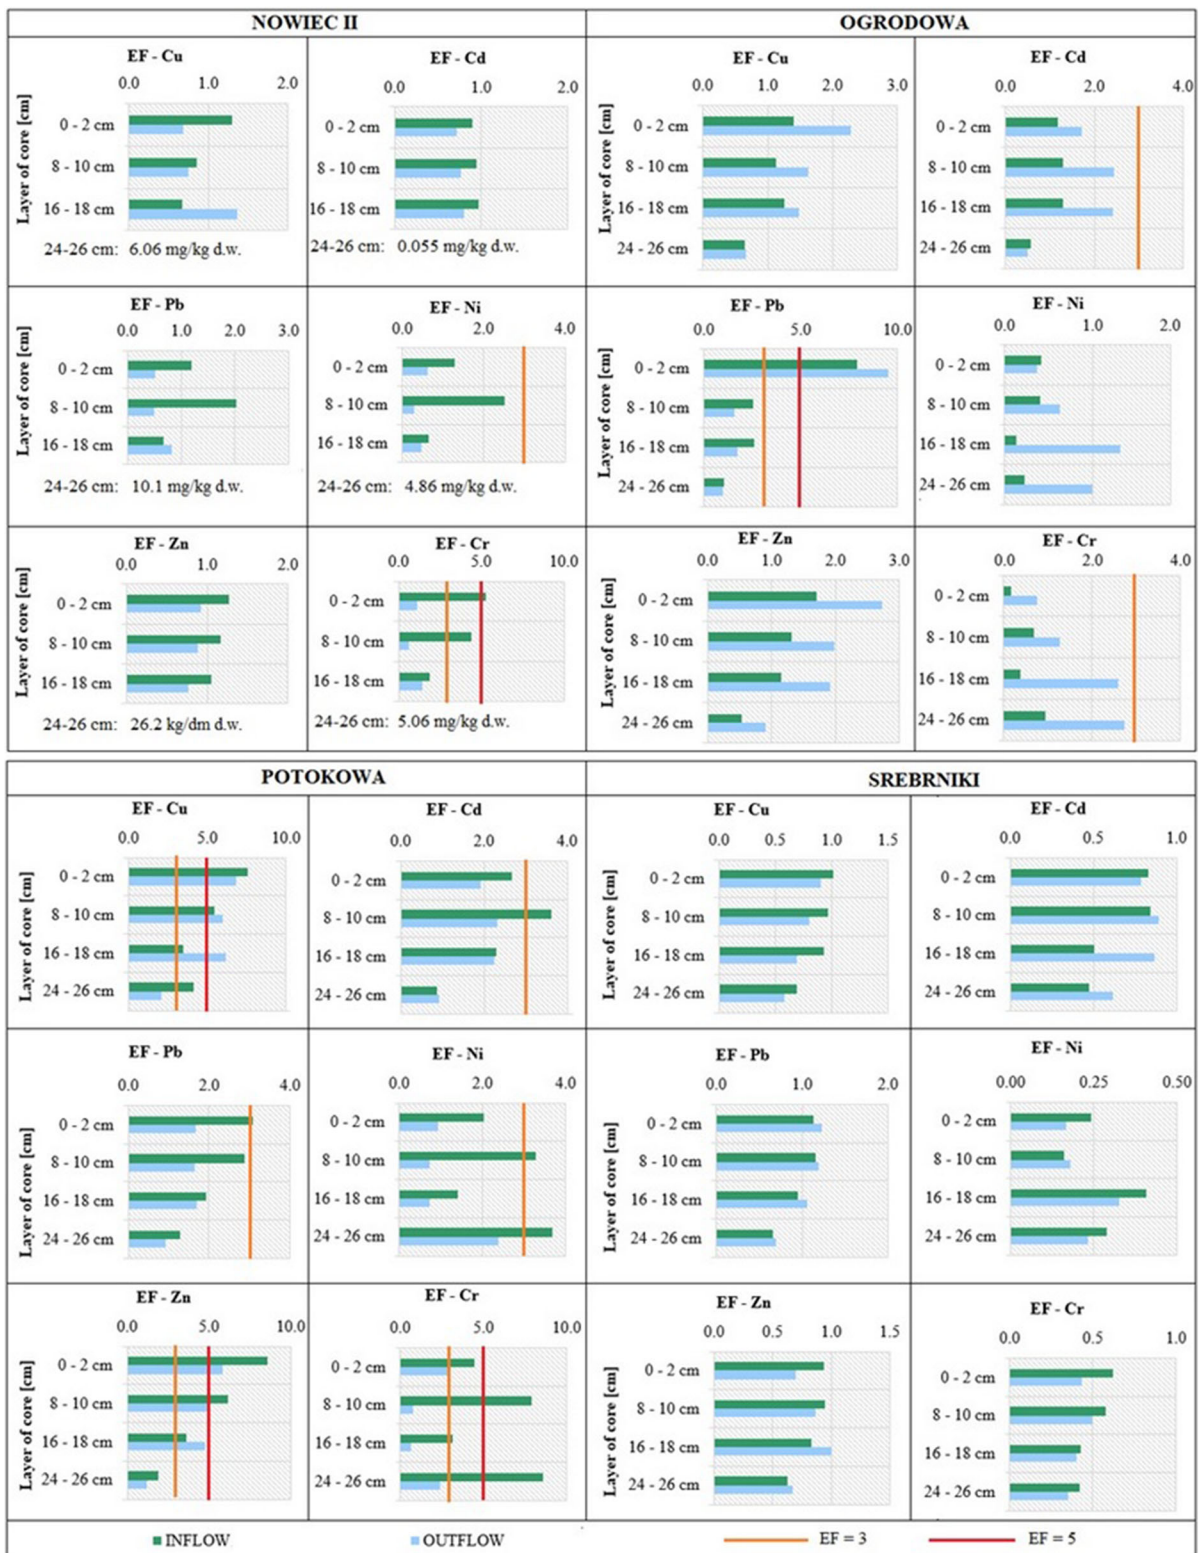 NOWIEC II
OGRODOWA
EF - Cu
0.0 1.0 2.0
Layer of core [cm]
0 - 2 cm
8 - 10 cm
16 - 18 cm
24-26 cm: 6.06 mg/kg d.w.
EF - Cd
0.0 1.0 2.0
0 - 2 cm
8 - 10 cm
16 - 18 cm
24-26 cm: 0.055 mg/kg d.w.
EF - Cu
0.0 1.0 2.0 3.0
Layer of core [cm]
0 - 2 cm
8 - 10 cm
16 - 18 cm
24 - 26 cm
EF - Cd
0.0 2.0 4.0
0 - 2 cm
8 - 10 cm
16 - 18 cm
24 - 26 cm
EF - Pb
0.0 1.0 2.0 3.0
Layer of core [cm]
0 - 2 cm
8 - 10 cm
16 - 18 cm
24-26 cm: 10.1 mg/kg d.w.
EF - Ni
0.0 2.0 4.0
0 - 2 cm
8 - 10 cm
16 - 18 cm
24-26 cm: 4.86 mg/kg d.w.
EF - Pb
0.0 5.0 10.0
Layer of core [cm]
0 - 2 cm
8 - 10 cm
16 - 18 cm
24 - 26 cm
EF - Ni
0.0 1.0 2.0
0 - 2 cm
8 - 10 cm
16 - 18 cm
24 - 26 cm
EF - Zn
0.0 1.0 2.0
Layer of core [cm]
0 - 2 cm
8 - 10 cm
16 - 18 cm
24-26 cm: 26.2 kg/dm d.w.
EF - Cr
0.0 5.0 10.0
0 - 2 cm
8 - 10 cm
16 - 18 cm
24-26 cm: 5.06 mg/kg d.w.
EF - Zn
0.0 1.0 2.0 3.0
Layer of core [cm]
0 - 2 cm
8 - 10 cm
16 - 18 cm
24 - 26 cm
EF - Cr
0.0 2.0 4.0
0 - 2 cm
8 - 10 cm
16 - 18 cm
24 - 26 cm
POTOKOWA
SREBRNIKI
EF - Cu
0.0 5.0 10.0
Layer of core [cm]
0 - 2 cm
8 - 10 cm
16 - 18 cm
24 - 26 cm
EF - Cd
0.0 2.0 4.0
0 - 2 cm
8 - 10 cm
16 - 18 cm
24 - 26 cm
EF - Cu
0.0 0.5 1.0 1.5
Layer of core [cm]
0 - 2 cm
8 - 10 cm
16 - 18 cm
24 - 26 cm
EF - Cd
0.0 0.5 1.0
0 - 2 cm
8 - 10 cm
16 - 18 cm
24 - 26 cm
EF - Pb
0.0 2.0 4.0
Layer of core [cm]
0 - 2 cm
8 - 10 cm
16 - 18 cm
24 - 26 cm
EF - Ni
0.0 2.0 4.0
0 - 2 cm
8 - 10 cm
16 - 18 cm
24 - 26 cm
EF - Pb
0.0 1.0 2.0
Layer of core [cm]
0 - 2 cm
8 - 10 cm
16 - 18 cm
24 - 26 cm
EF - Ni
0.00 0.25 0.50
0 - 2 cm
8 - 10 cm
16 - 18 cm
24 - 26 cm
EF - Zn
0.0 5.0 10.0
Layer of core [cm]
0 - 2 cm
8 - 10 cm
16 - 18 cm
24 - 26 cm
EF - Cr
0.0 5.0 10.0
0 - 2 cm
8 - 10 cm
16 - 18 cm
24 - 26 cm
EF - Zn
0.0 0.5 1.0 1.5
Layer of core [cm]
0 - 2 cm
8 - 10 cm
16 - 18 cm
24 - 26 cm
EF - Cr
0.0 0.5 1.0
0 - 2 cm
8 - 10 cm
16 - 18 cm
24 - 26 cm
INFLOW OUTFLOW EF = 3 EF = 5